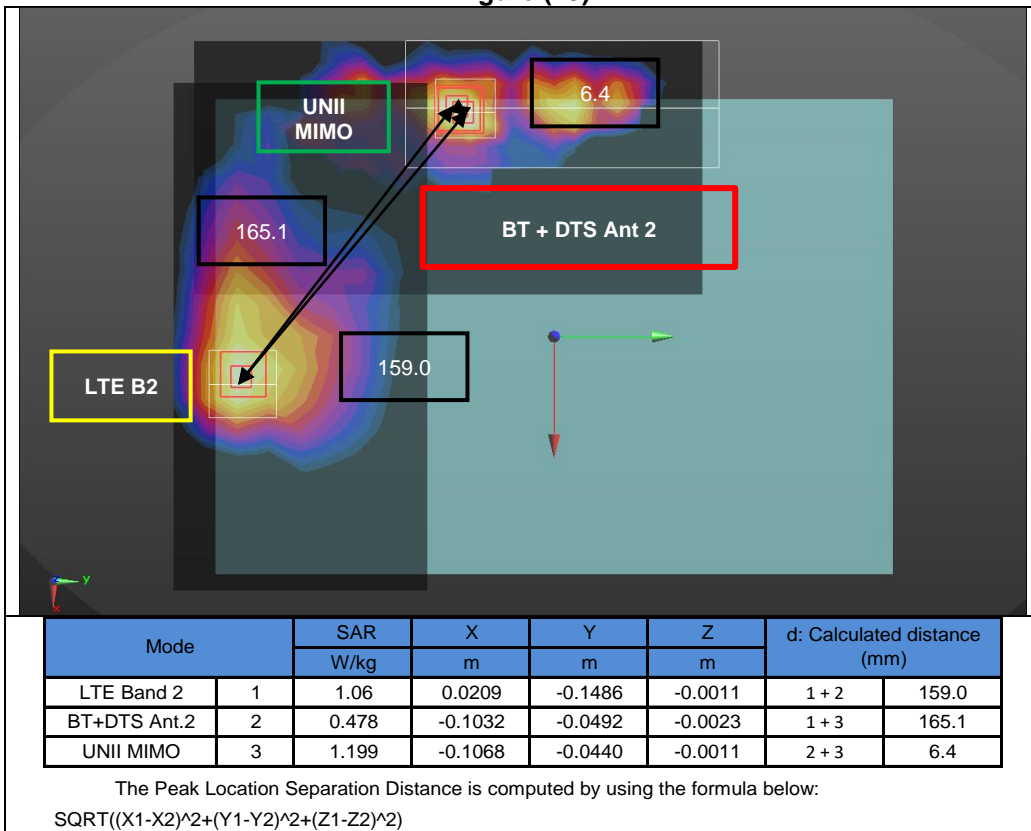 UNII
MIMO
6.4
165.1
BT + DTS Ant 2
LTE B2
159.0
y
x
Mode SAR X Y Z d: Calculated distance (mm)
W/kg m m m
LTE Band 2 1 1.06 0.0209 -0.1486 -0.0011 1 + 2 159.0
BT+DTS Ant.2 2 0.478 -0.1032 -0.0492 -0.0023 1 + 3 165.1
UNII MIMO 3 1.199 -0.1068 -0.0440 -0.0011 2 + 3 6.4
The Peak Location Separation Distance is computed by using the formula below:
SQRT((X1-X2)^2+(Y1-Y2)^2+(Z1-Z2)^2)